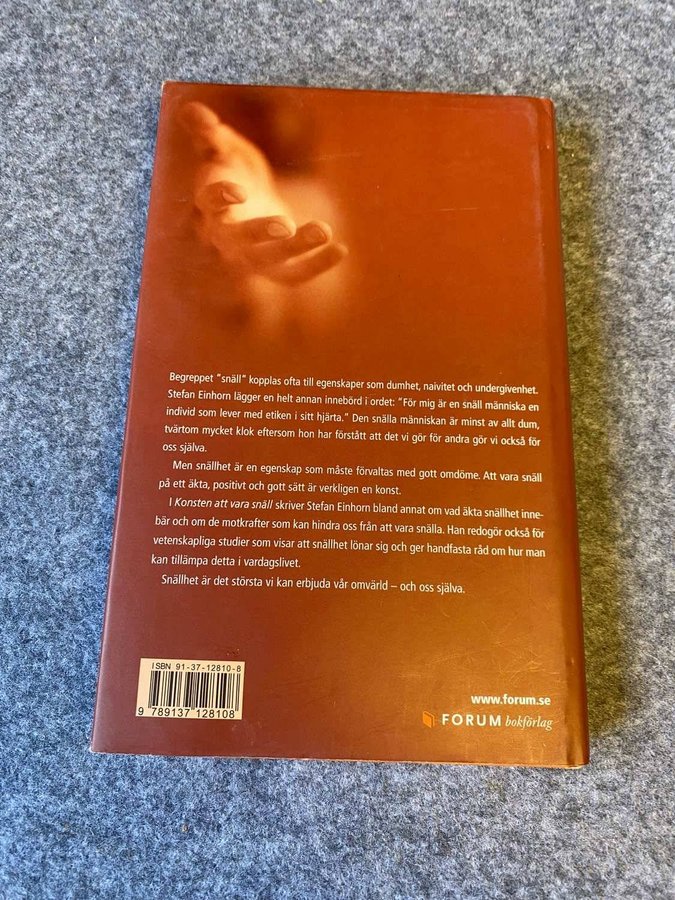 Begreppet "snäll" kopplas ofta till egenskaper som dumhet, naivitet och undergivenhet.
Stefan Einhorn lägger en helt annan innebörd i ordet: "För mig är en snäll människa en
individ som lever med etiken i sitt hjärta." Den snälla människan är minst av allt dum,
tvärtom mycket klok eftersom hon har förstått att det vi gör för andra gör vi också för
oss själva.
Men snällhet är en egenskap som måste förvaltas med gott omdöme. Att vara snäll
på ett äkta, positivt och gott sätt är verkligen en konst.
I Konsten att vara snäll skriver Stefan Einhorn bland annat om vad äkta snällhet inne-
bär och om de motkrafter som kan hindra oss från att vara snälla. Han redogör också för
vetenskapliga studier som visar att snällhet lönar sig och ger handfasta råd om hur man
kan tillämpa detta i vardagslivet.
Snällhet är det största vi kan erbjuda vår omvärld – och oss själva.
ISBN 91-37-12810-8
9 789137 128108
www.forum.se
FORUM bokförlag